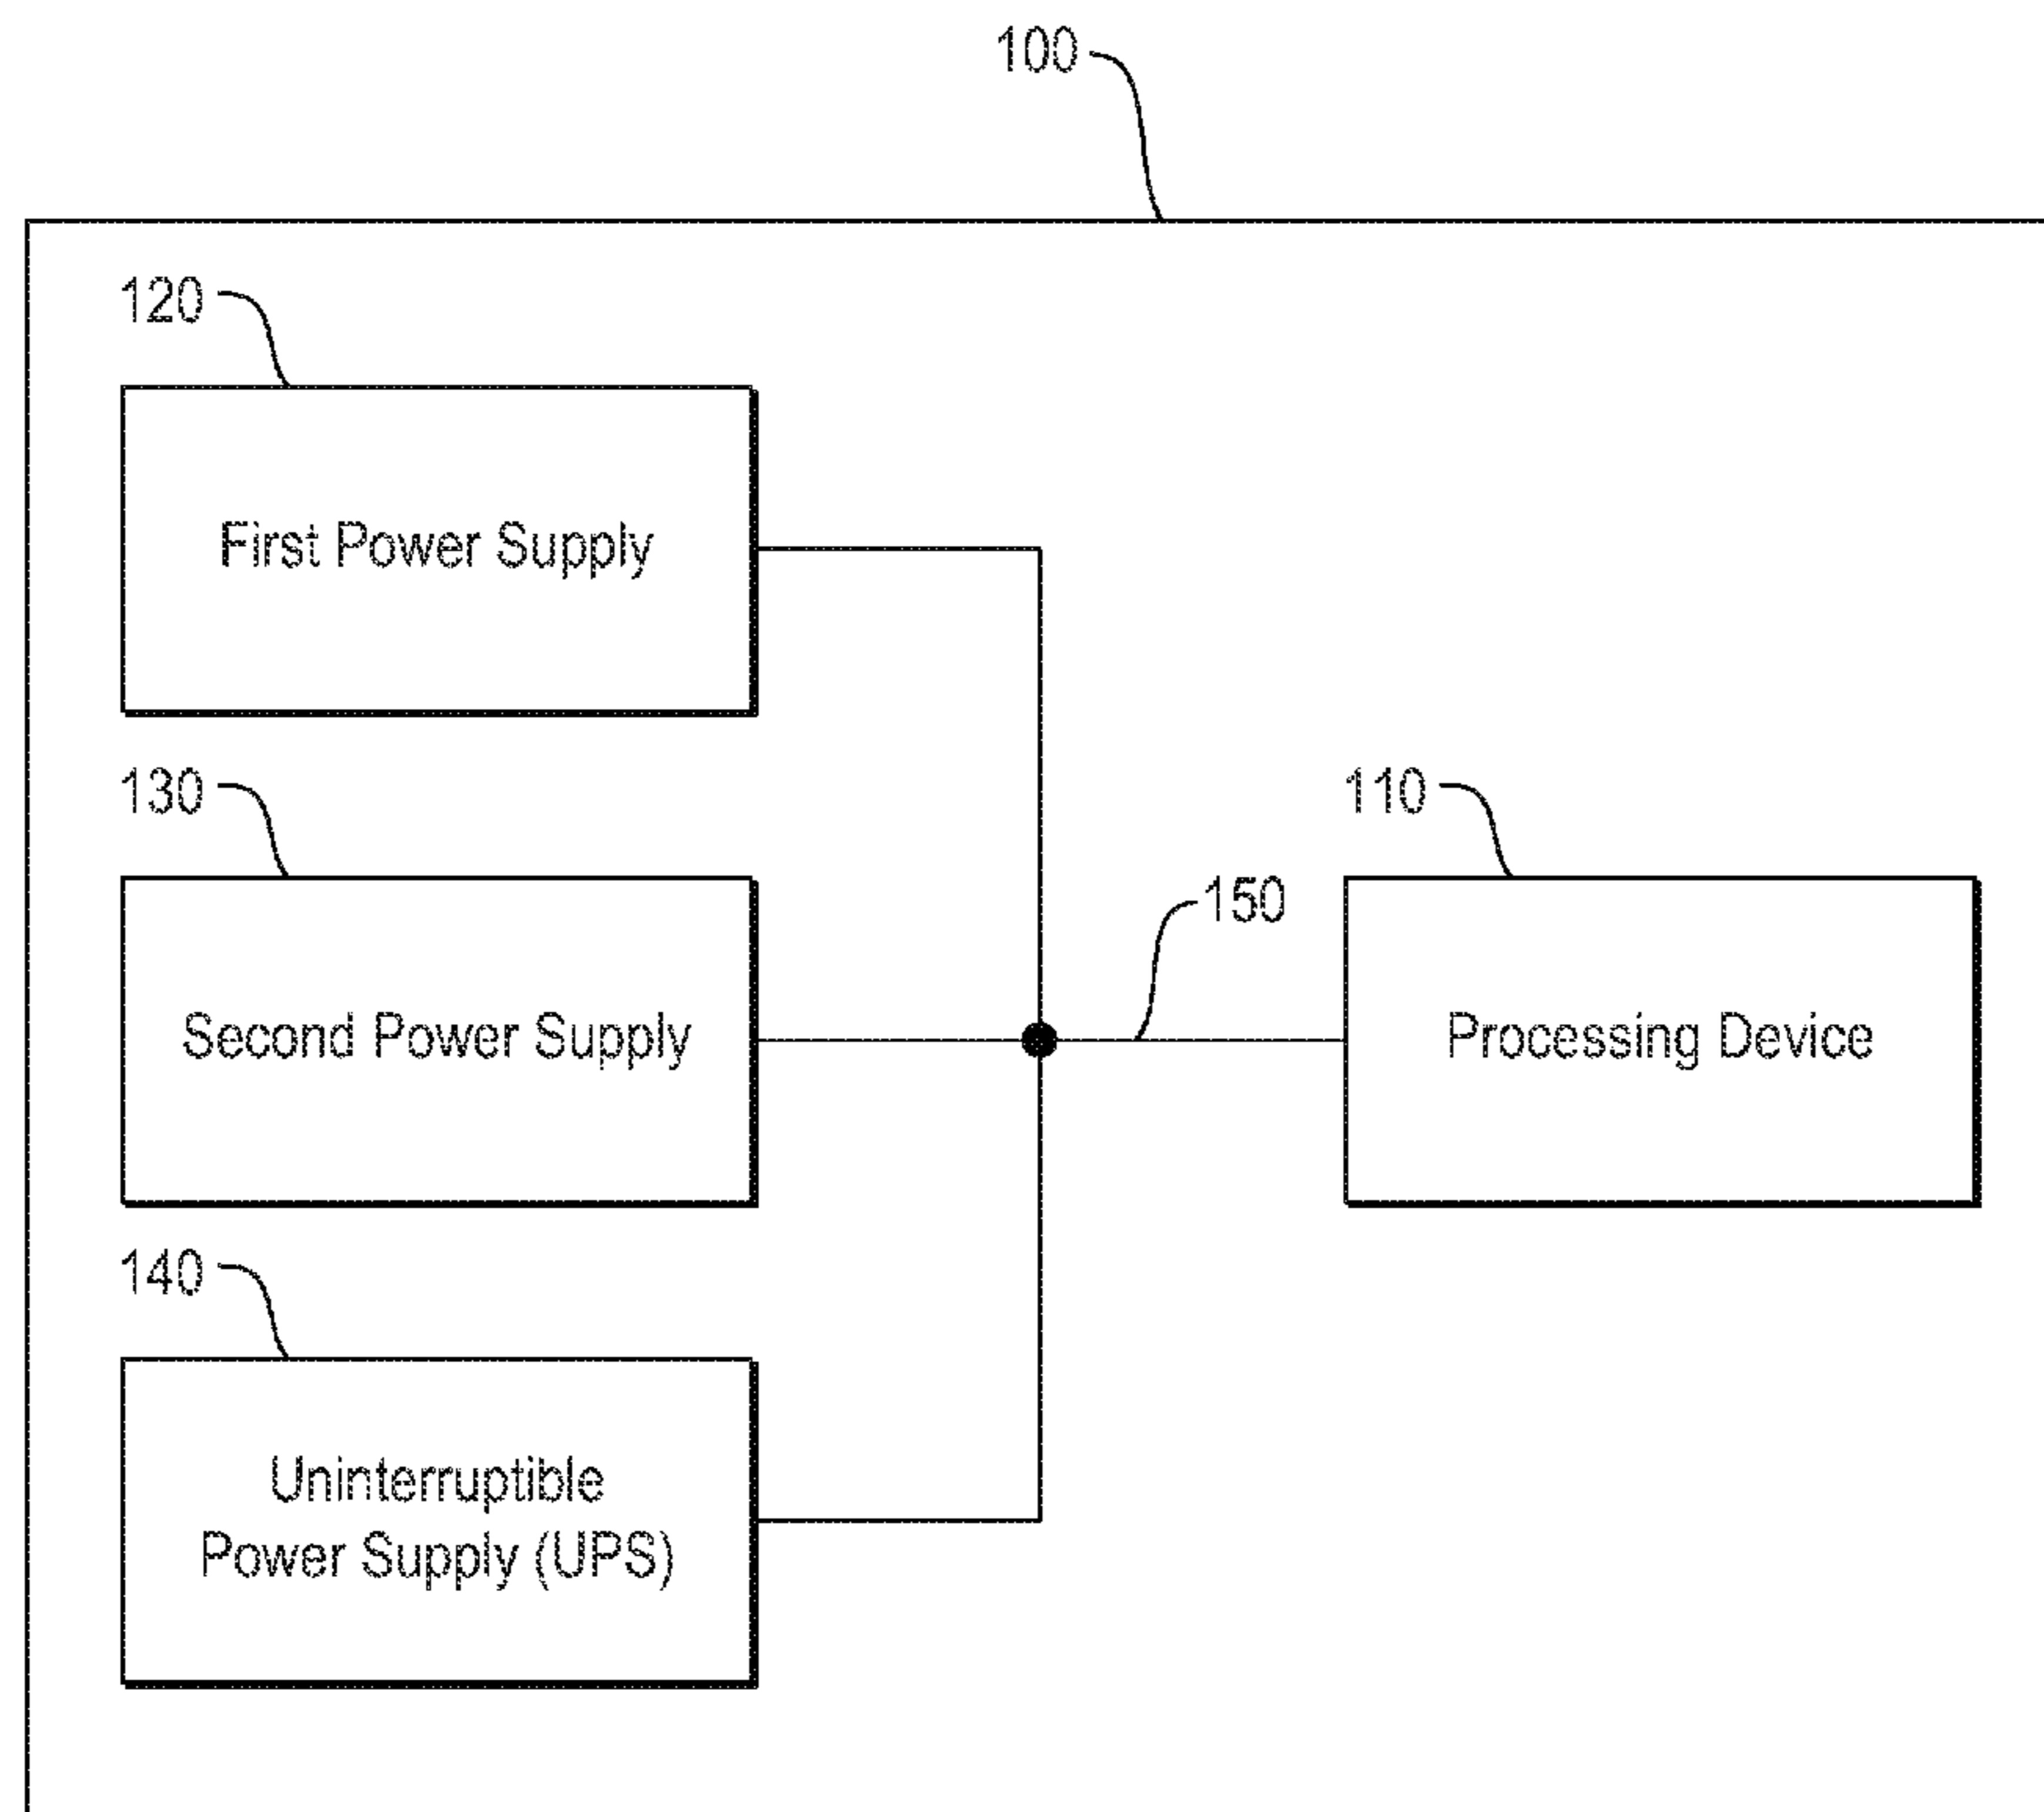 100
120
First Power Supply
130
110
150
Second Power Supply
Processing Device
140
Uninterruptible
Power Supply (UPS)